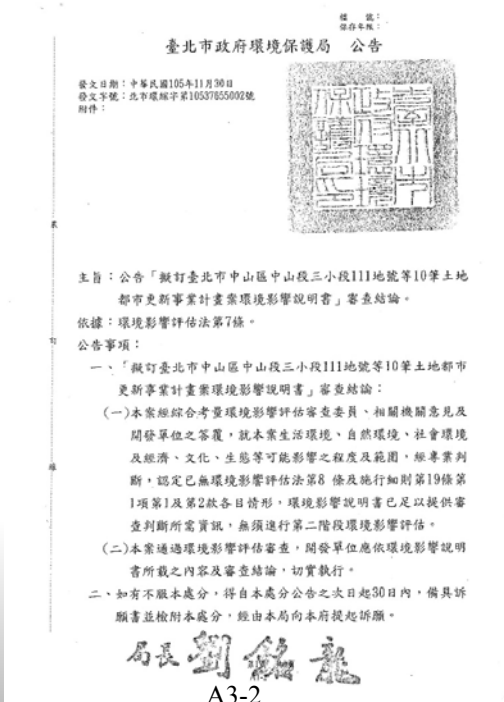 檔　　號：
保存年限：
臺北市政府環境保護局　公告
發文日期：中華民國105年11月30日
發文字號：北市環綜字第10537655002號
附件：
臺北市
政府環境
保護局印
主旨：公告「擬訂臺北市中山區中山段三小段111地號等10筆土地
都市更新事業計畫案環境影響說明書」審查結論。
依據：環境影響評估法第7條。
公告事項：
一、「擬訂臺北市中山區中山段三小段111地號等10筆土地都市
更新事業計畫案環境影響說明書」審查結論：
(一)本案經綜合考量環境影響評估審查委員、相關機關意見及
開發單位之答覆，就本案生活環境、自然環境、社會環境
及經濟、文化、生態等可能影響之程度及範圍，經專業判
斷，認定已無環境影響評估法第8 條及施行細則第19條第
1項第1及第2款各目情形，環境影響說明書已足以提供審
查判斷所需資訊，無須進行第二階段環境影響評估。
(二)本案通過環境影響評估審查，開發單位應依環境影響說明
書所載之內容及審查結論，切實執行。
二、如有不服本處分，得自本處分公告之次日起30日內，備具訴
願書並檢附本處分，經由本局向本府提起訴願。
局長劉銘龍
A3-2
裝
訂
線